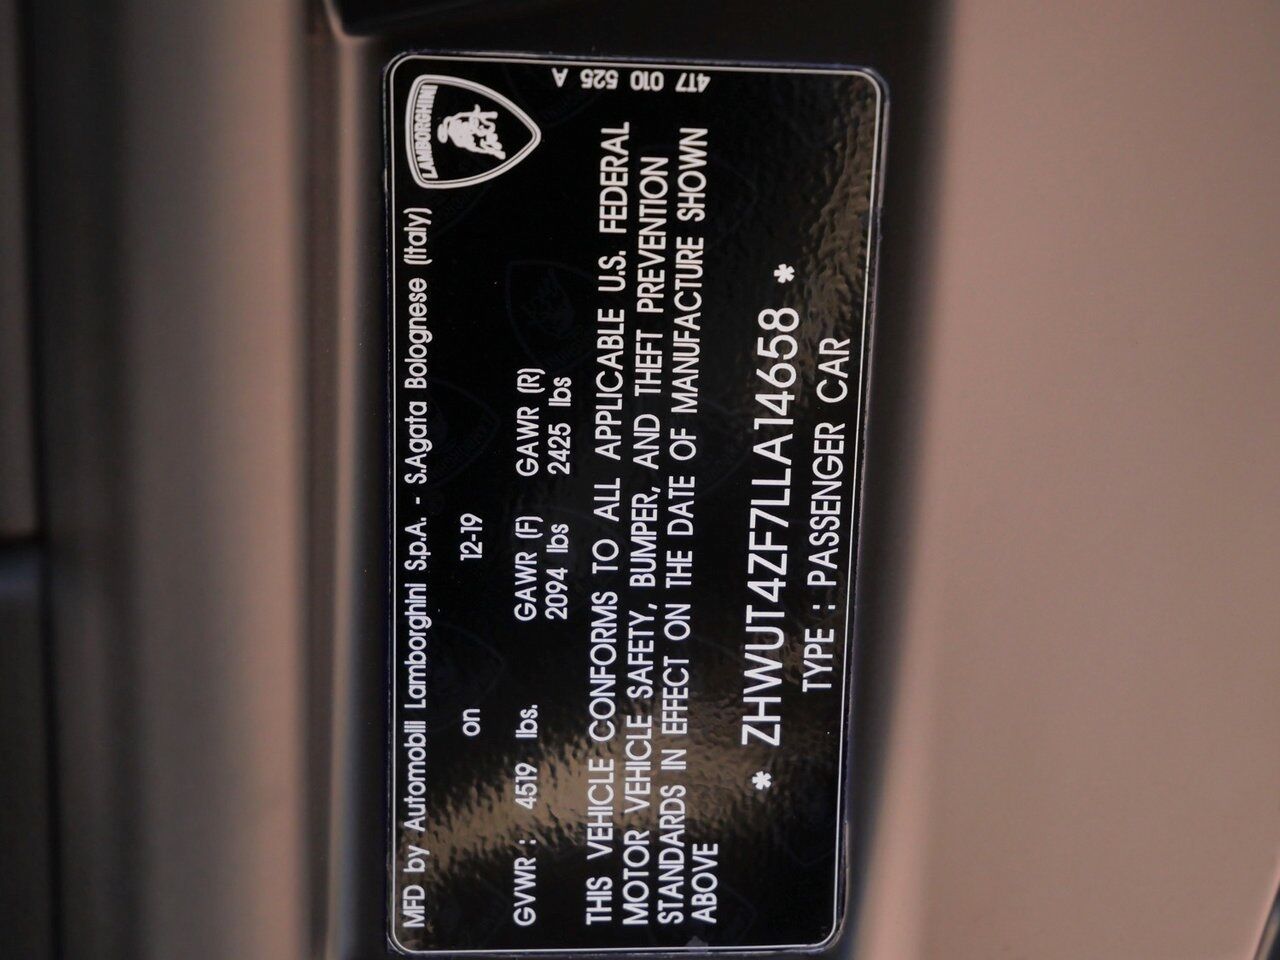 LAMBORGHINI
MFD by Automobili Lamborghini S.p.A. - S.Agata Bolognese (Italy)
on 12-19
GVWR : 4519 lbs. GAWR (F) GAWR (R)
2094 lbs 2425 lbs
THIS VEHICLE CONFORMS TO ALL APPLICABLE U.S. FEDERAL
MOTOR VEHICLE SAFETY, BUMPER, AND THEFT PREVENTION
STANDARDS IN EFFECT ON THE DATE OF MANUFACTURE SHOWN
ABOVE
* ZHWUT4ZF7LLA14658 *
TYPE : PASSENGER CAR
4T7 010 525 A